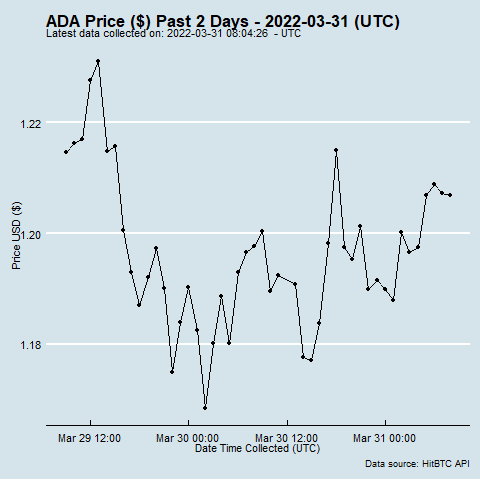 ADA Price ($) Past 2 Days - 2022-03-31 (UTC)
Latest data collected on: 2022-03-31 08:04:26 - UTC
1.22
1.20
1.18
Price USD ($)
Mar 29 12:00 Mar 30 00:00 Mar 30 12:00 Mar 31 00:00
Date Time Collected (UTC)
Data source: HitBTC API